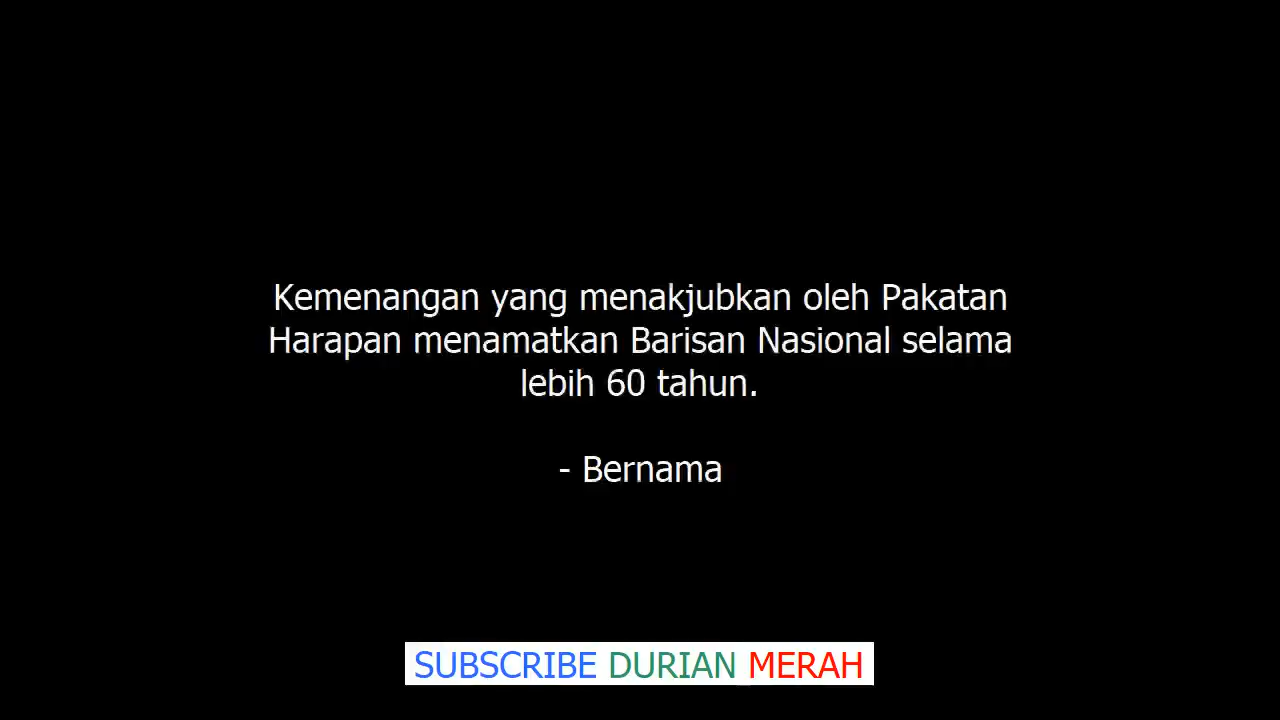 Kemenangan yang menakjubkan oleh Pakatan
Harapan menamatkan Barisan Nasional selama
lebih 60 tahun.
- Bernama
SUBSCRIBE DURIAN MERAH